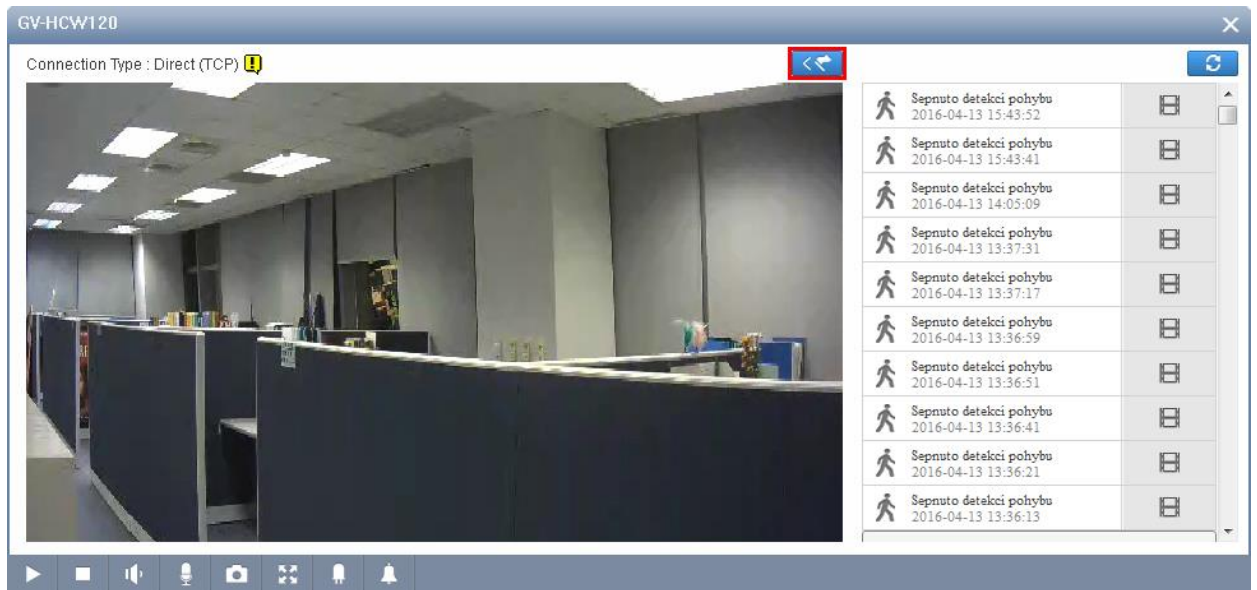 GV-HCW120
Connection Type : Direct (TCP)
Sepnuto detekci pohybu
2016-04-13 15:43:52
Sepnuto detekci pohybu
2016-04-13 15:43:41
Sepnuto detekci pohybu
2016-04-13 14:05:09
Sepnuto detekci pohybu
2016-04-13 13:37:31
Sepnuto detekci pohybu
2016-04-13 13:37:17
Sepnuto detekci pohybu
2016-04-13 13:36:59
Sepnuto detekci pohybu
2016-04-13 13:36:51
Sepnuto detekci pohybu
2016-04-13 13:36:41
Sepnuto detekci pohybu
2016-04-13 13:36:21
Sepnuto detekci pohybu
2016-04-13 13:36:13